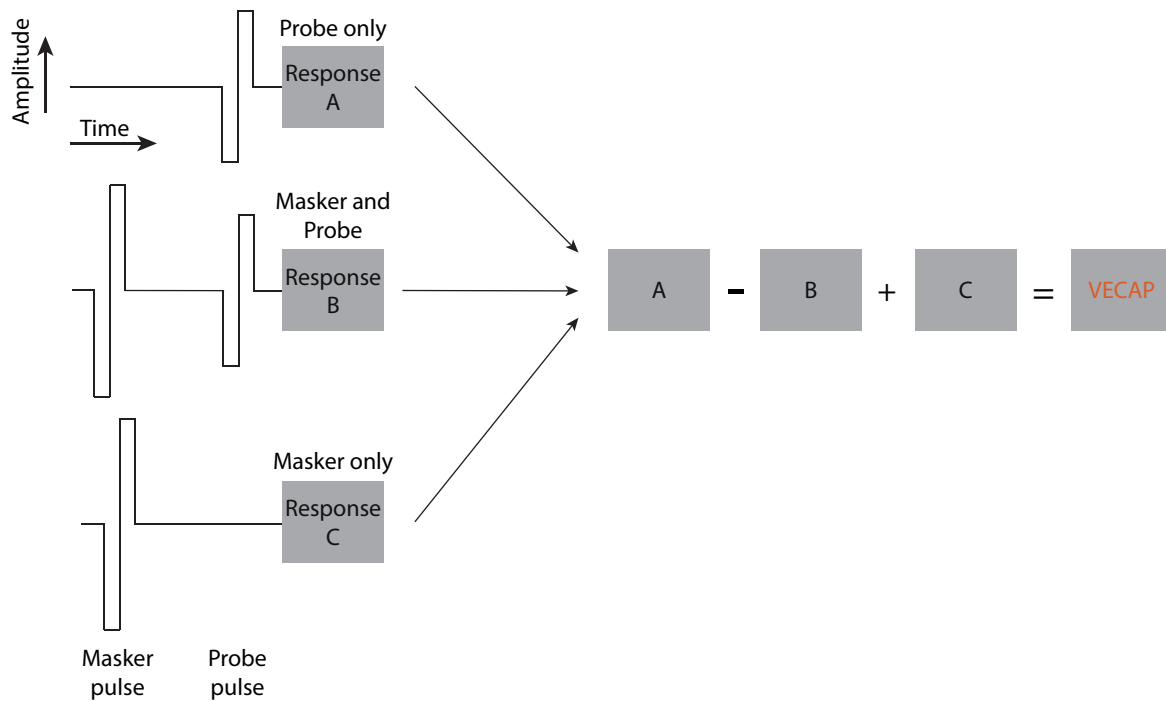 Amplitude
Time
Probe only
Response
A
Masker and
Probe
Response
B
A - B + C = VECAP
Masker only
Response
C
Masker
pulse
Probe
pulse